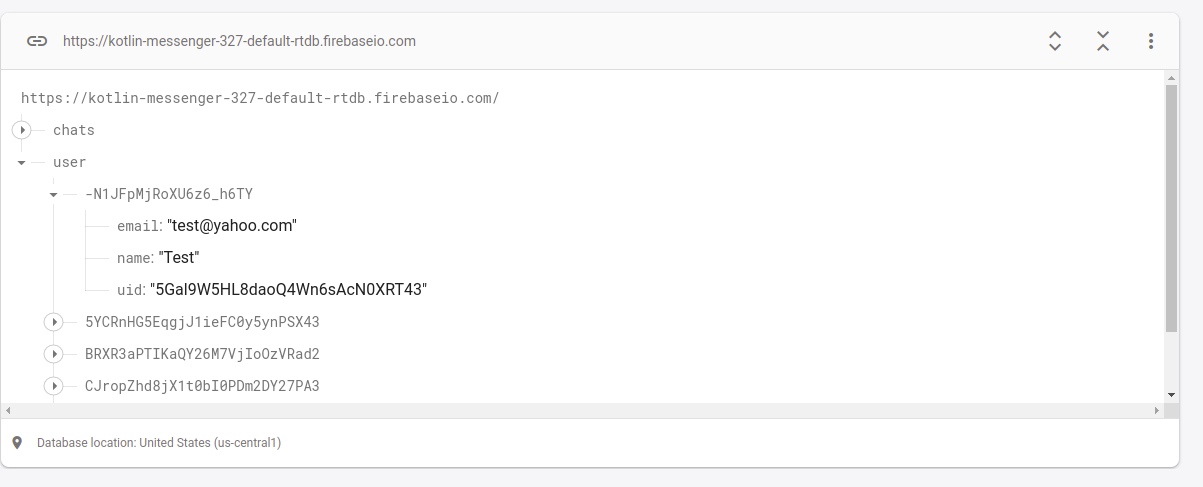 https://kotlin-messenger-327-default-rtdb.firebaseio.com
https://kotlin-messenger-327-default-rtdb.firebaseio.com/
chats
user
-N1JFpMjRoXU6z6_h6TY
email: "test@yahoo.com"
name: "Test"
uid: "5Gal9W5HL8daoQ4Wn6sAcN0XRT43"
5YCRnHG5EqgjJ1ieFC0y5ynPSX43
BRXR3aPTIKaQY26M7VjIoOzVRad2
CJropZhd8jX1t0bI0PDm2DY27PA3
Database location: United States (us-central1)